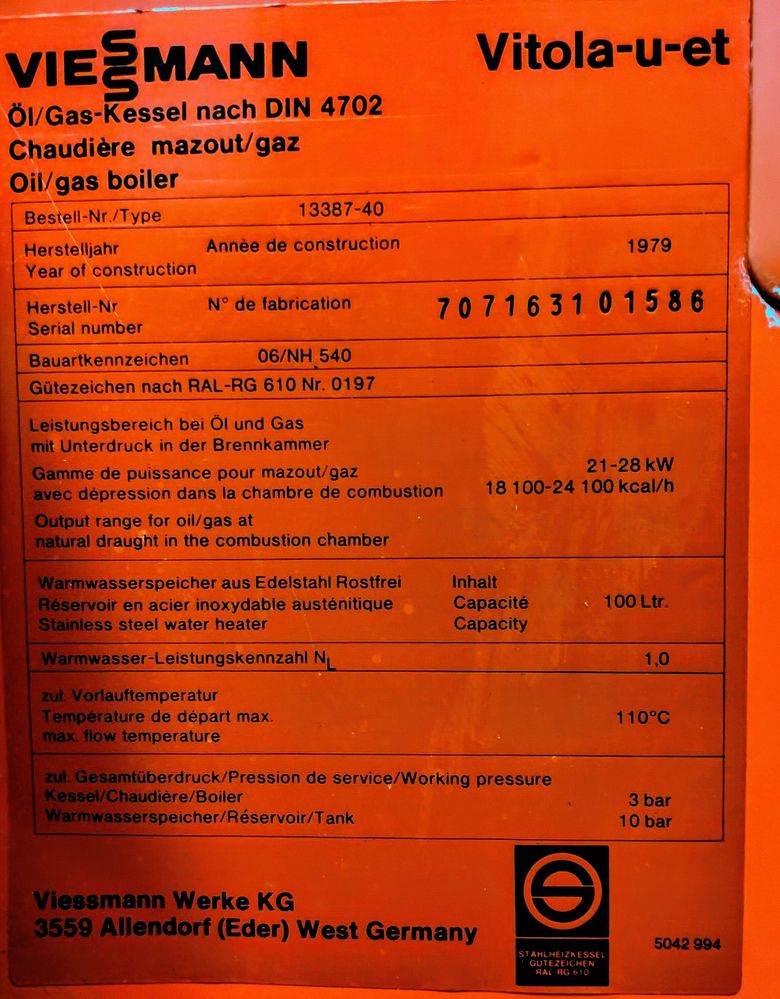 VIESSMANN
Vitola-u-et
Öl/Gas-Kessel nach DIN 4702
Chaudière mazout/gaz
Oil/gas boiler
Bestell-Nr./Type 13387-40
Herstelljahr Annèe de construction 1979
Year of construction
Herstell-Nr N° de fabrication 707163101586
Serial number
Bauartkennzeichen 06/NH 540
Gütezeichen nach RAL-RG 610 Nr. 0197
Leistungsbereich bei Öl und Gas
mit Unterdruck in der Brennkammer
Gamme de puissance pour mazout/gaz 21-28 kW
avec dépression dans la chambre de combustion 18 100-24 100 kcal/h
Output range for oil/gas at
natural draught in the combustion chamber
Warmwasserspeicher aus Edelstahl Rostfrei Inhalt
Réservoir en acier inoxydable austénitique Capacité 100 Ltr.
Stainless steel water heater Capacity
Warmwasser-Leistungskennzahl NL 1,0
zul. Vorlauftemperatur
Température de départ max. 110°C
max. flow temperature
zul. Gesamtüberdruck/Pression de service/Working pressure
Kessel/Chaudière/Boiler 3 bar
Warmwasserspeicher/Réservoir/Tank 10 bar
Viessmann Werke KG
3559 Allendorf (Eder) West Germany
STAHLHEIZKESSEL
GÜTEZEICHEN
RAL-RG 610
5042 994